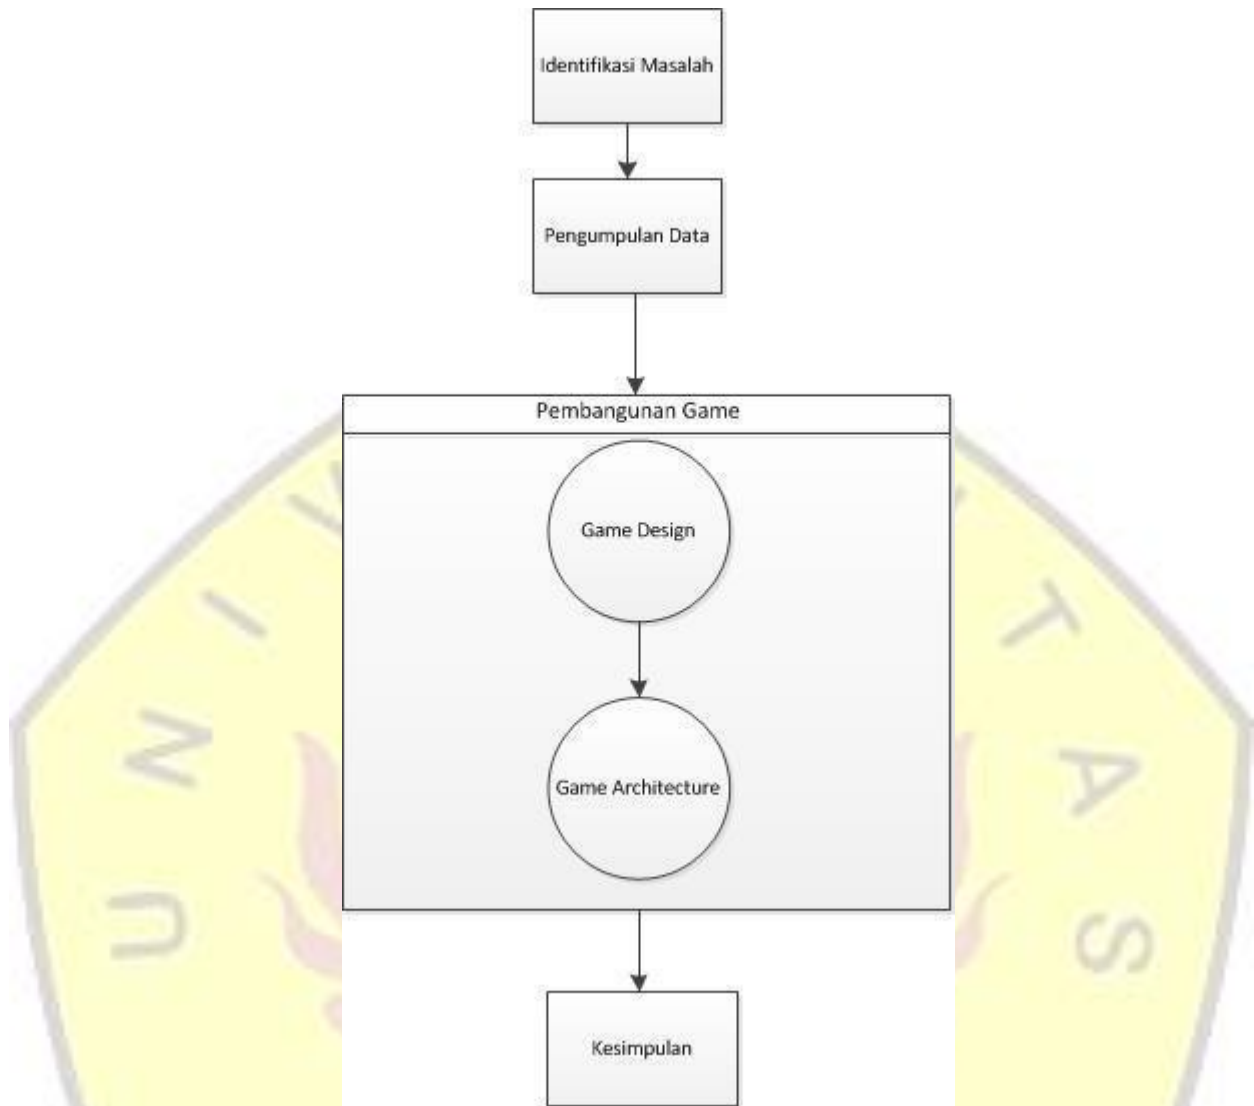 Identifikasi Masalah
Pengumpulan Data
Pembangunan Game
Game Design
Game Architecture
Kesimpulan
U N I V T A S